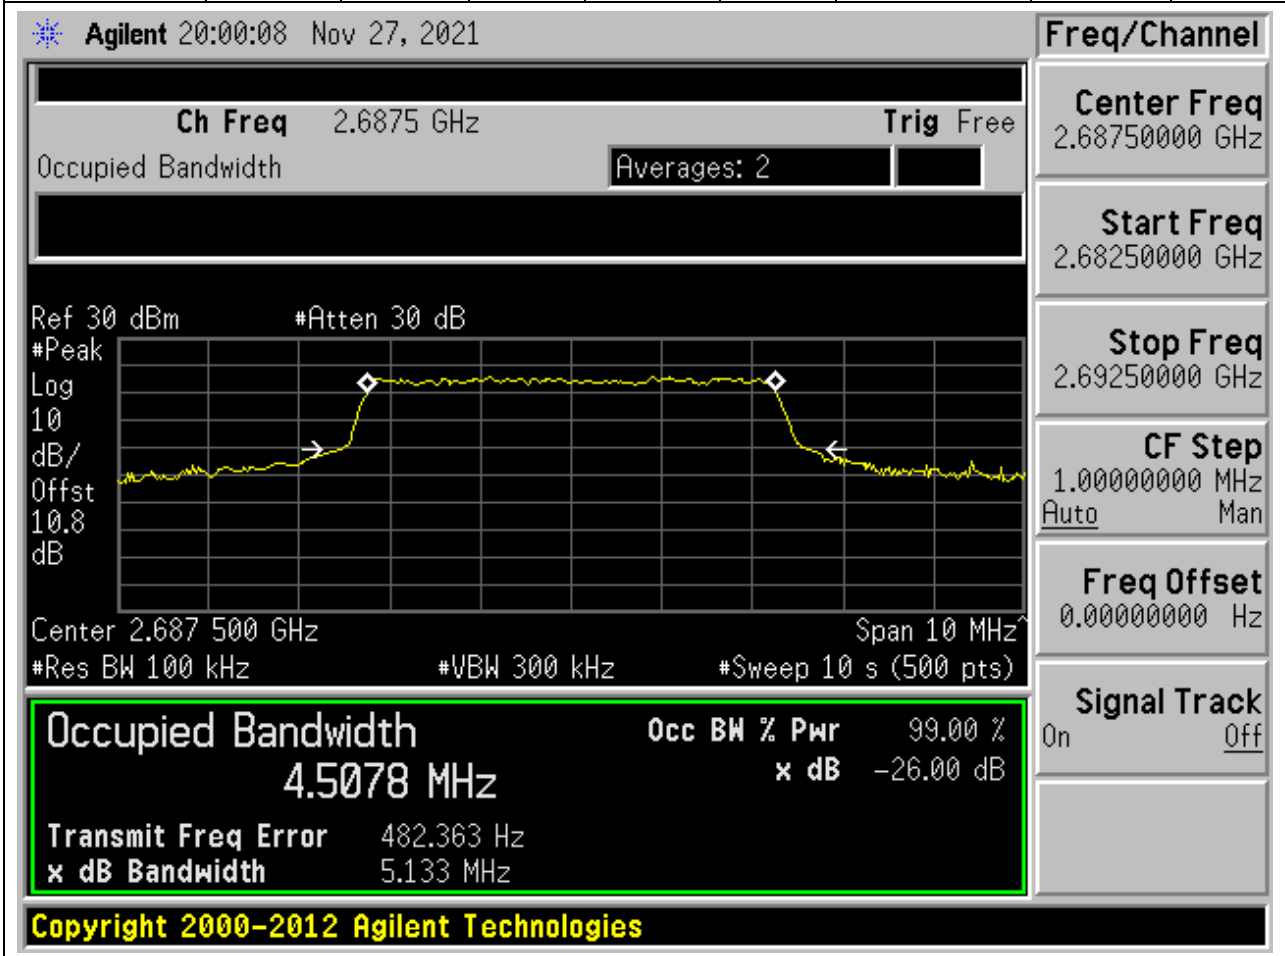 Agilent 20:00:08 Nov 27, 2021
Freq/Channel
Ch Freq 2.6875 GHz Trig Free
Occupied Bandwidth Averages: 2
Ref 30 dBm #Atten 30 dB
#Peak
Log
10
dB/
Offst
10.8
dB
Center 2.687 500 GHz Span 10 MHz^
#Res BW 100 kHz #VBW 300 kHz #Sweep 10 s (500 pts)
Occupied Bandwidth Occ BW % Pwr 99.00 %
4.5078 MHz x dB -26.00 dB
Transmit Freq Error 482.363 Hz
x dB Bandwidth 5.133 MHz
Copyright 2000-2012 Agilent Technologies
Center Freq
2.68750000 GHz
Start Freq
2.68250000 GHz
Stop Freq
2.69250000 GHz
CF Step
1.00000000 MHz
Auto Man
Freq Offset
0.00000000 Hz
Signal Track
On Off